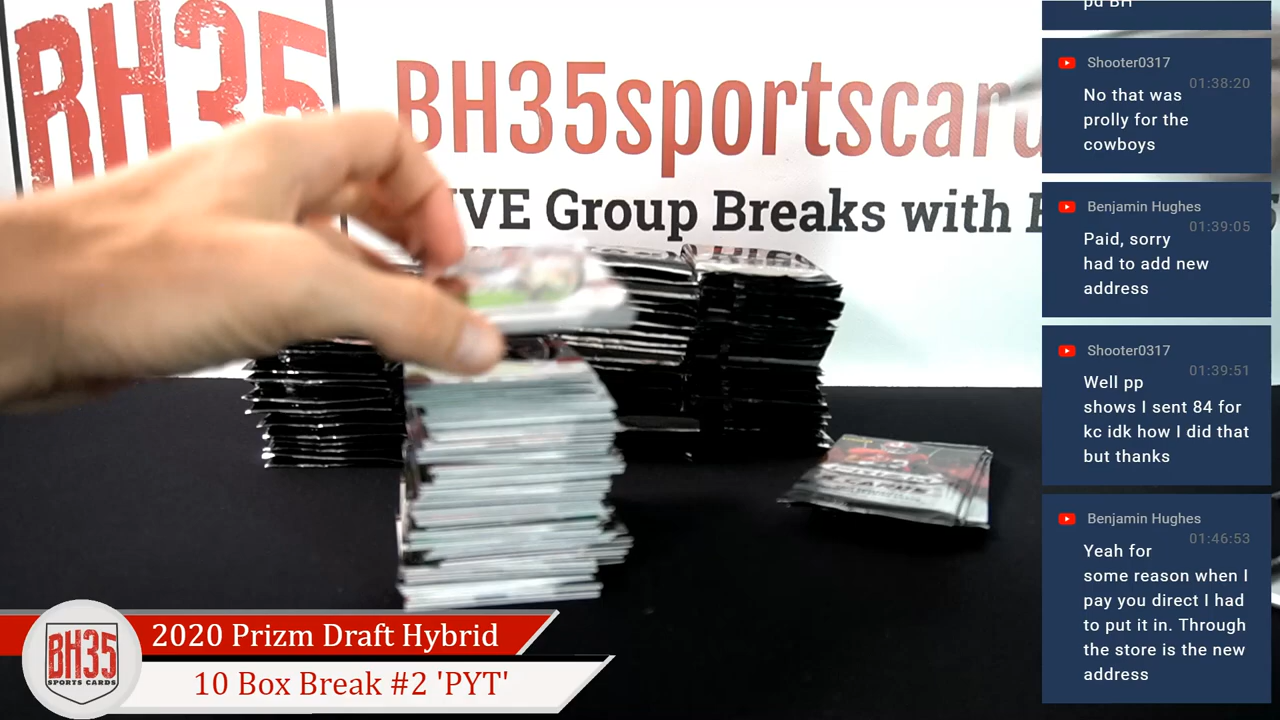 BH35
BH35sportscar
IVE Group Breaks with
pd BH
Shooter0317
01:38:20
No that was
prolly for the
cowboys
Benjamin Hughes
01:39:05
Paid, sorry
had to add new
address
Shooter0317
01:39:51
Well pp
shows I sent 84 for
kc idk how I did that
but thanks
Benjamin Hughes
01:46:53
Yeah for
some reason when I
pay you direct I had
to put it in. Through
the store is the new
address
BH35
SPORTS CARDS
2020 Prizm Draft Hybrid
10 Box Break #2 'PYT'